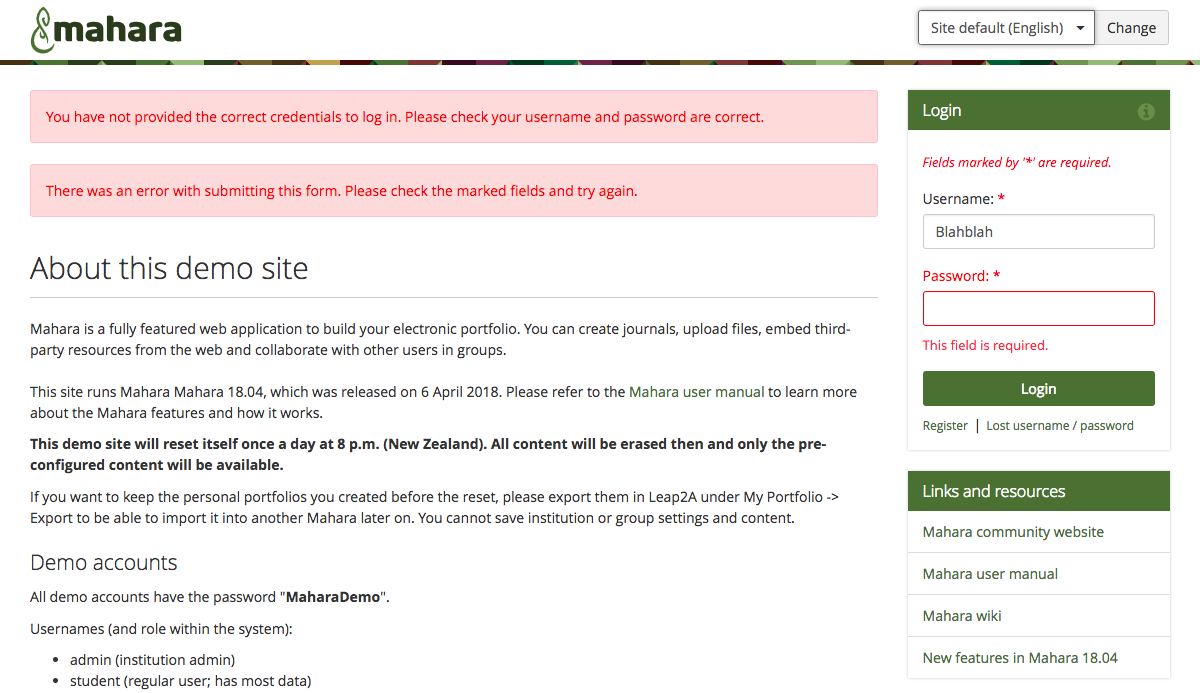 mahara
Site default (English)
Change
You have not provided the correct credentials to log in. Please check your username and password are correct.
There was an error with submitting this form. Please check the marked fields and try again.
About this demo site
Mahara is a fully featured web application to build your electronic portfolio. You can create journals, upload files, embed third-
party resources from the web and collaborate with other users in groups.
This site runs Mahara Mahara 18.04, which was released on 6 April 2018. Please refer to the Mahara user manual to learn more
about the Mahara features and how it works.
This demo site will reset itself once a day at 8 p.m. (New Zealand). All content will be erased then and only the pre-
configured content will be available.
If you want to keep the personal portfolios you created before the reset, please export them in Leap2A under My Portfolio ->
Export to be able to import it into another Mahara later on. You cannot save institution or group settings and content.
Demo accounts
All demo accounts have the password "MaharaDemo".
Usernames (and role within the system):
• admin (institution admin)
• student (regular user; has most data)
Login
Fields marked by '*' are required.
Username: *
Blahblah
Password: *
This field is required.
Login
Register | Lost username / password
Links and resources
Mahara community website
Mahara user manual
Mahara wiki
New features in Mahara 18.04